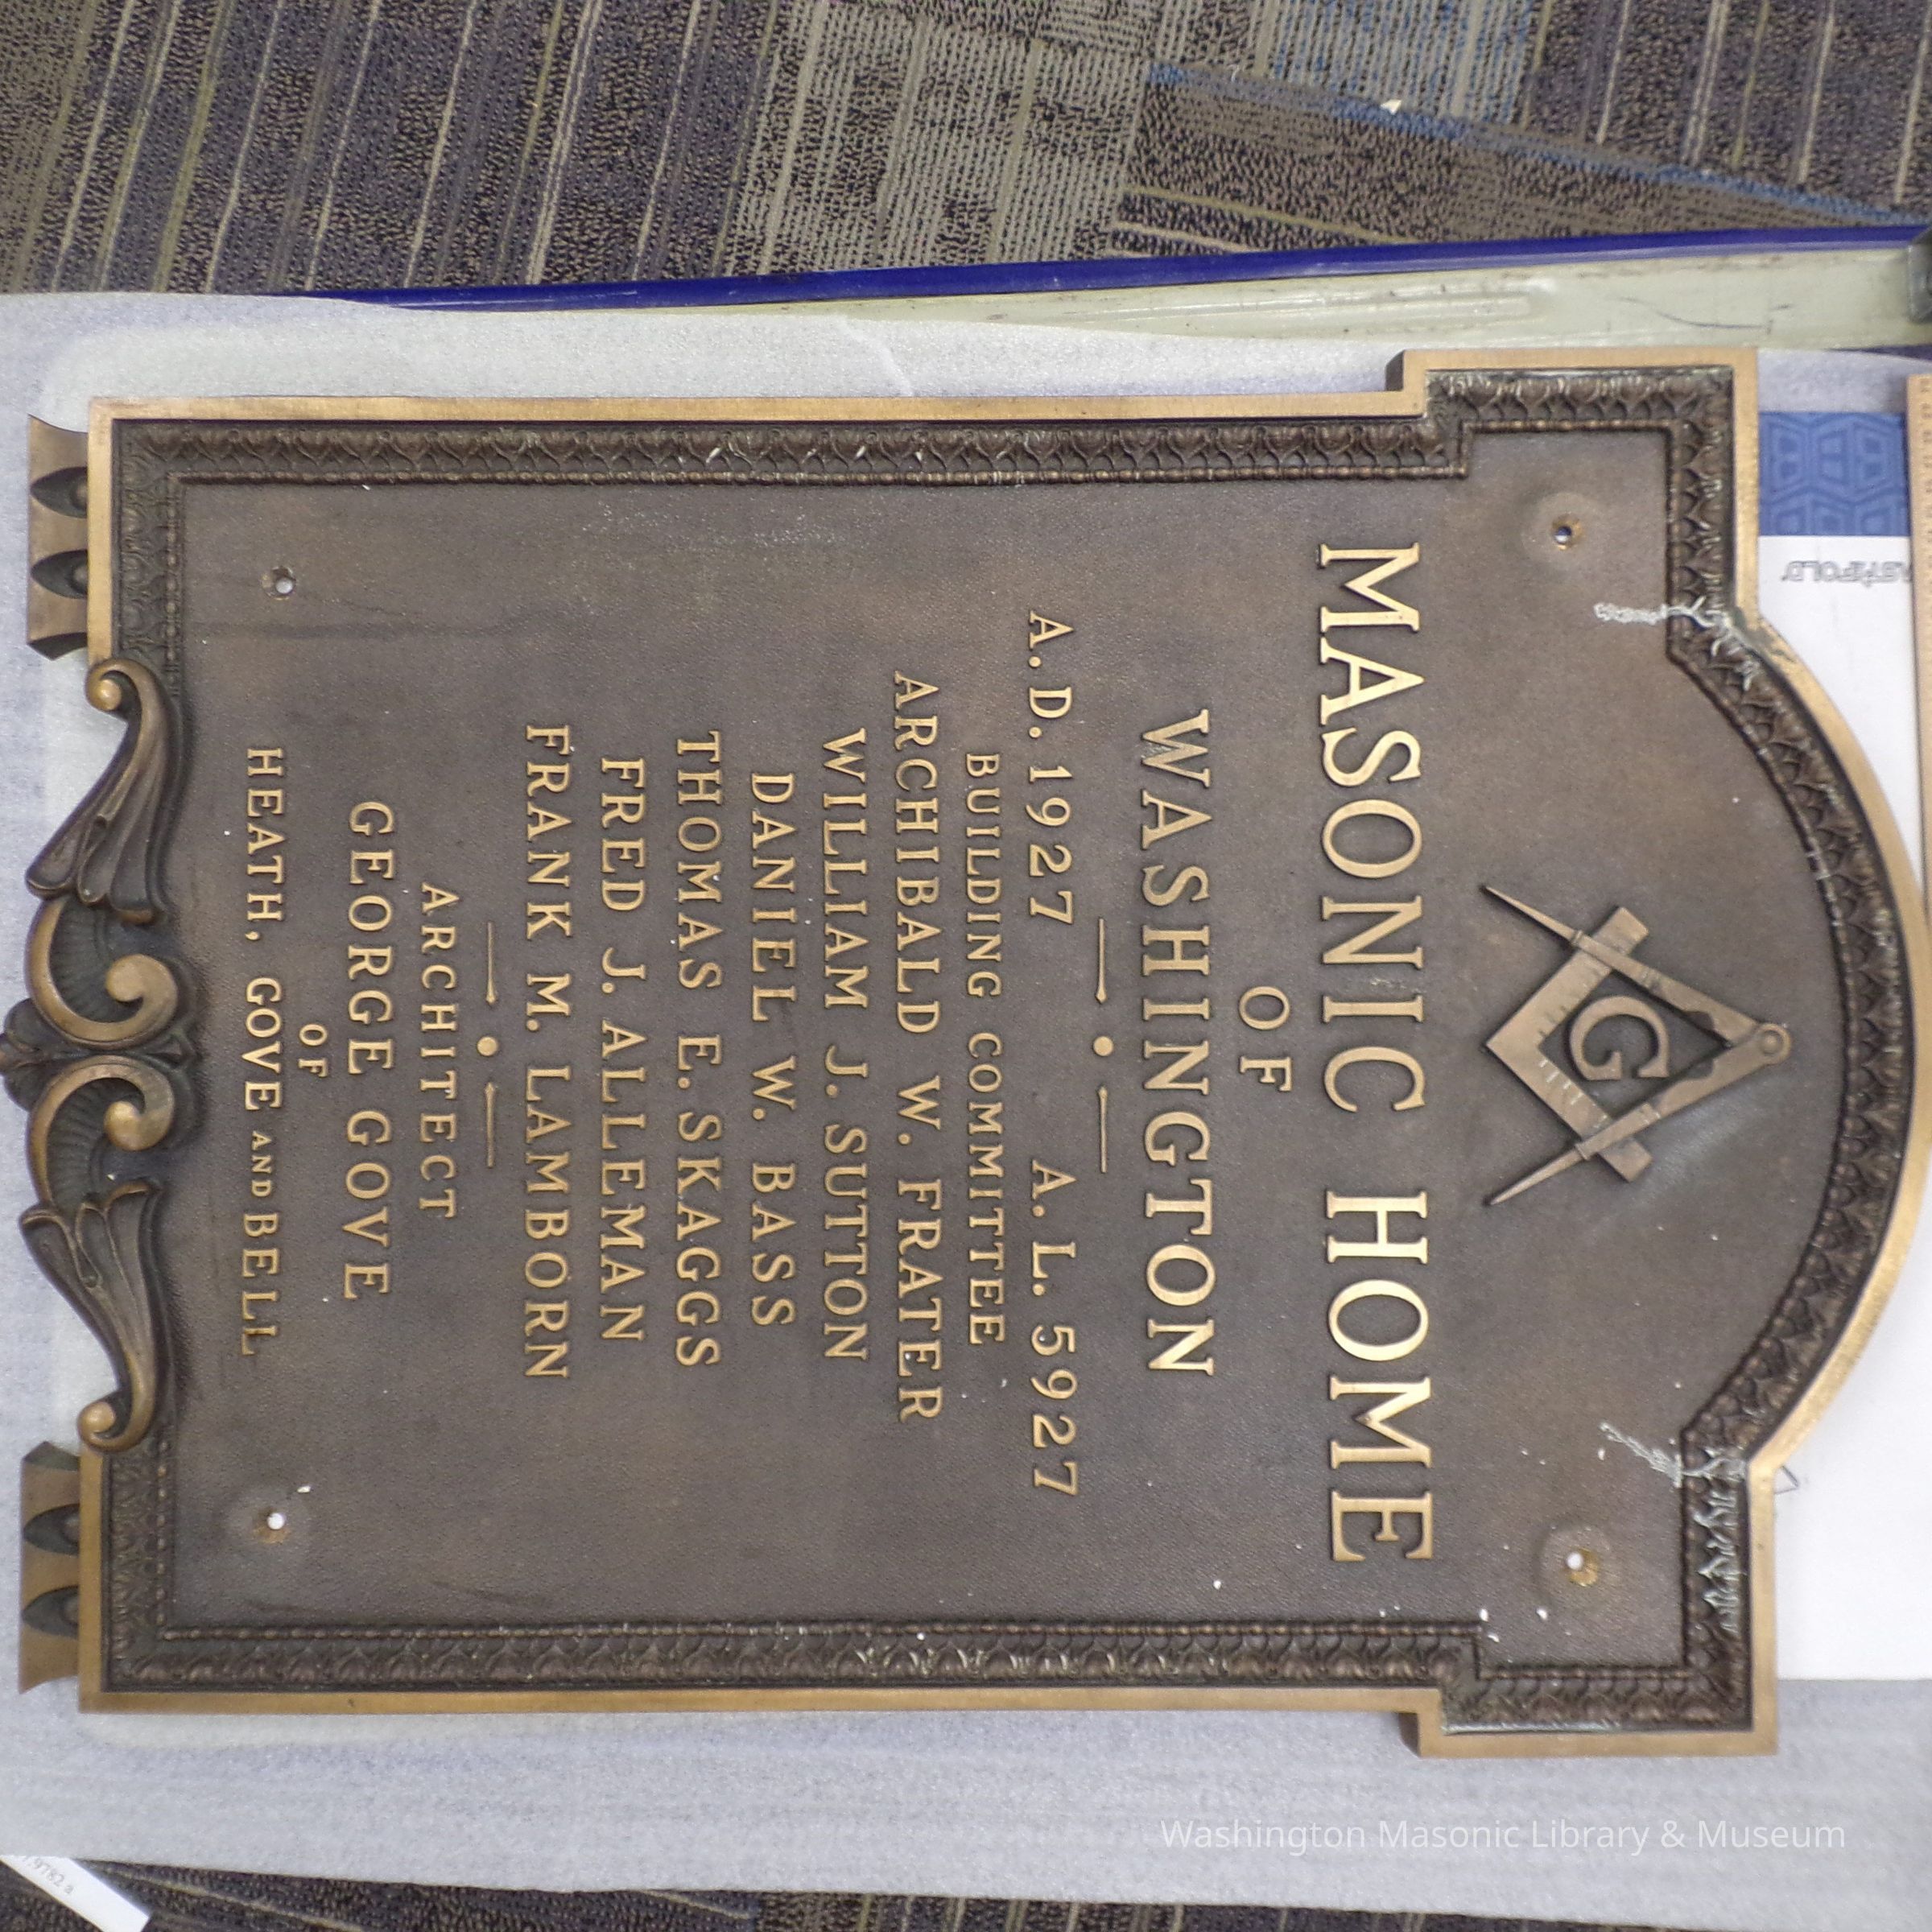 G
MASONIC HOME
OF
WASHINGTON
A.D. 1927 A.L. 5927
BUILDING COMMITTEE
ARCHIBALD W. FRATER
WILLIAM J. SUTTON
DANIEL W. BASS
THOMAS E. SKAGGS
FRED J. ALLEMAN
FRANK M. LAMBORN
ARCHITECT
GEORGE GOVE
OF
HEATH, GOVE AND BELL
Washington Masonic Library & Museum